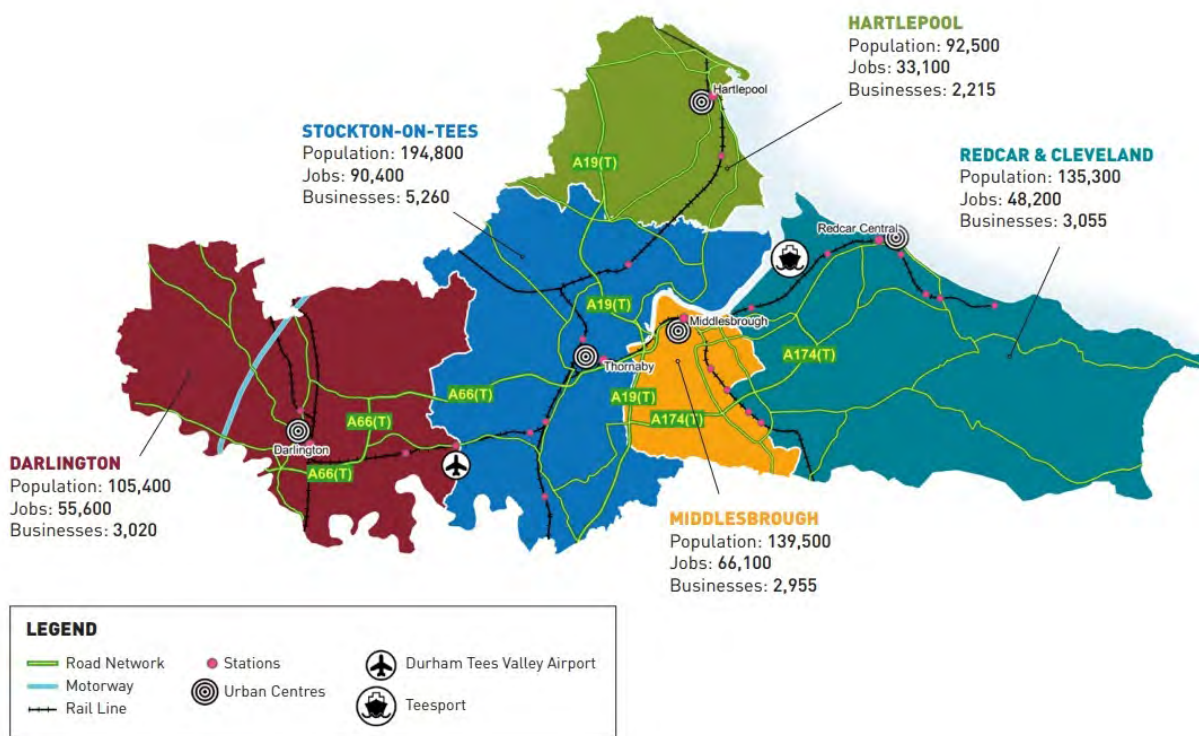 HARTLEPOOL
Population: 92,500
Jobs: 33,100
Businesses: 2,215
Hartlepool
STOCKTON-ON-TEES
Population: 194,800
Jobs: 90,400
Businesses: 5,260
A19(T)
REDCAR & CLEVELAND
Population: 135,300
Jobs: 48,200
Businesses: 3,055
Redcar Central
A19(T)
Middlesbrough
Thornaby
A174(T)
A66(T)
A19(T)
A66(T)
A174(T)
Darlington
A66(T)
DARLINGTON
Population: 105,400
Jobs: 55,600
Businesses: 3,020
MIDDLESBROUGH
Population: 139,500
Jobs: 66,100
Businesses: 2,955
LEGEND
Road Network
Motorway
Rail Line
Stations
Urban Centres
Durham Tees Valley Airport
Teesport